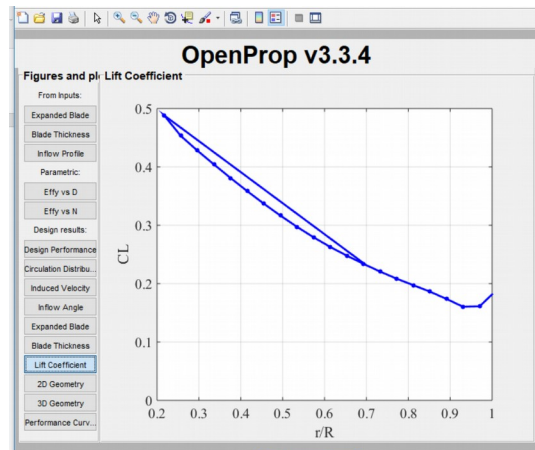 OpenProp v3.3.4
Figures and pl
Lift Coefficient
From Inputs:
Expanded Blade
Blade Thickness
Inflow Profile
Parametric:
Effy vs D
Effy vs N
Design results:
Design Performance
Circulation Distribu...
Induced Velocity
Inflow Angle
Expanded Blade
Blade Thickness
Lift Coefficient
2D Geometry
3D Geometry
Performance Curv...
CL
0.5
0.4
0.3
0.2
0.1
0
0.2 0.3 0.4 0.5 0.6 0.7 0.8 0.9 1
r/R